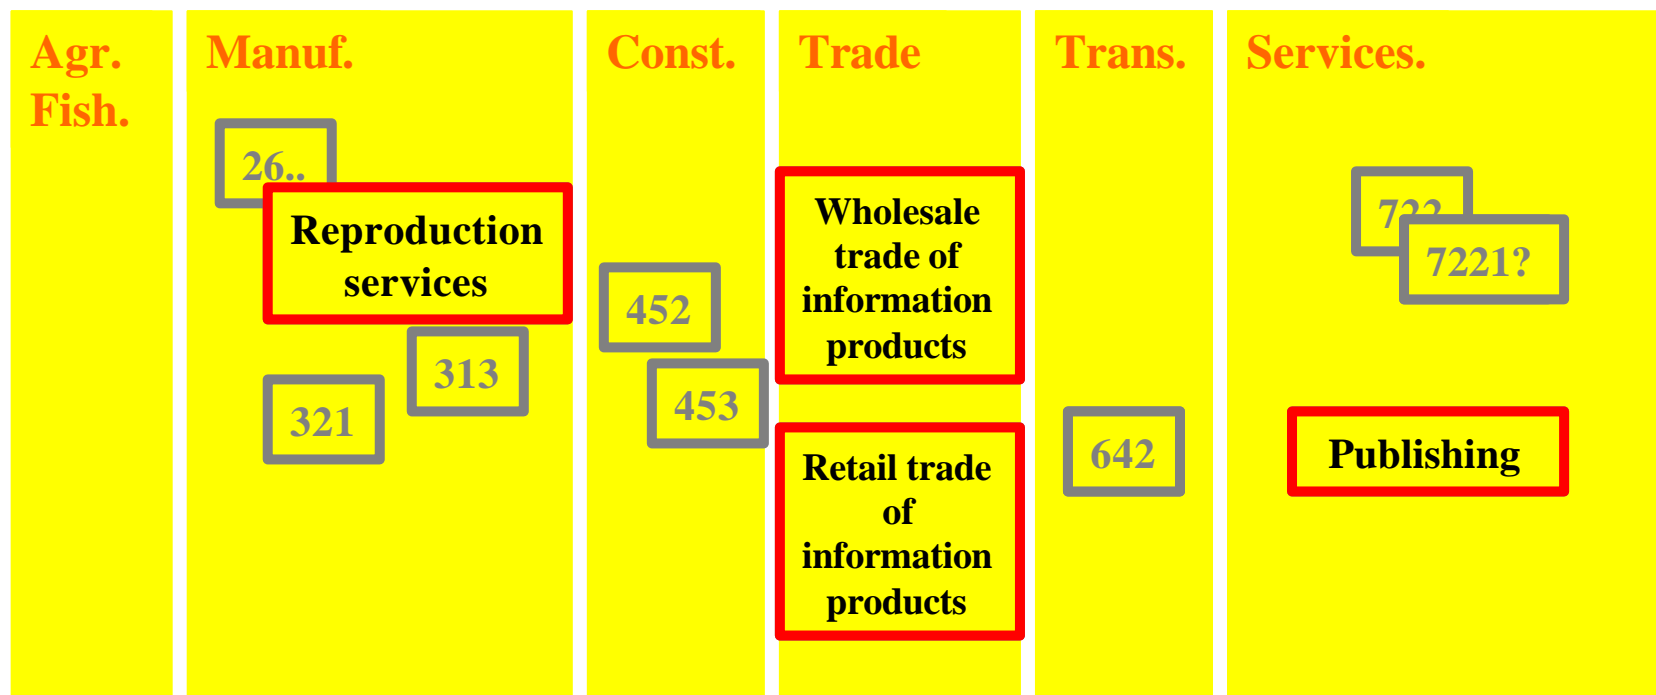 Agr.
Fish.
Manuf.
26..
Reproduction
services
313
321
Const.
452
453
Trade
Wholesale
trade of
information
products
Retail trade
of
information
products
Trans.
642
Services.
722
7221?
Publishing